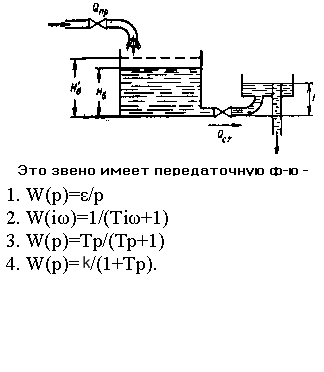 Qпр
H'б
Hб
Qст
Это звено имеет передаточную ф-ю -
1. W(p)=ε/p
2. W(iω)=1/(Tiω+1)
3. W(p)=Tp/(Tp+1)
4. W(p)= k/(1+Tp).